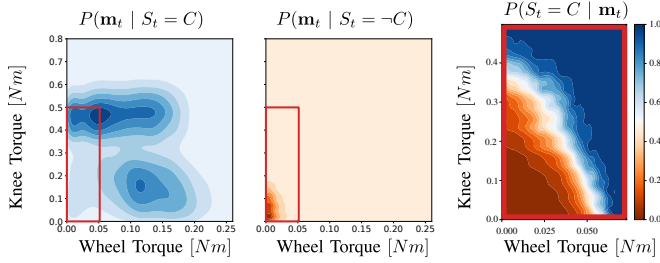 P(m_t | S_t = C)
P(m_t | S_t = ¬C)
P(S_t = C | m_t)
Knee Torque [Nm]
0.8
0.7
0.6
0.5
0.4
0.3
0.2
0.1
0.0
0.00 0.05 0.10 0.15 0.20 0.25
Wheel Torque [Nm]
0.00 0.05 0.10 0.15 0.20 0.25
Wheel Torque [Nm]
Knee Torque [Nm]
0.4
0.3
0.2
0.1
0.0
0.000 0.025 0.050
Wheel Torque [Nm]
1.0
0.8
0.6
0.4
0.2
0.0